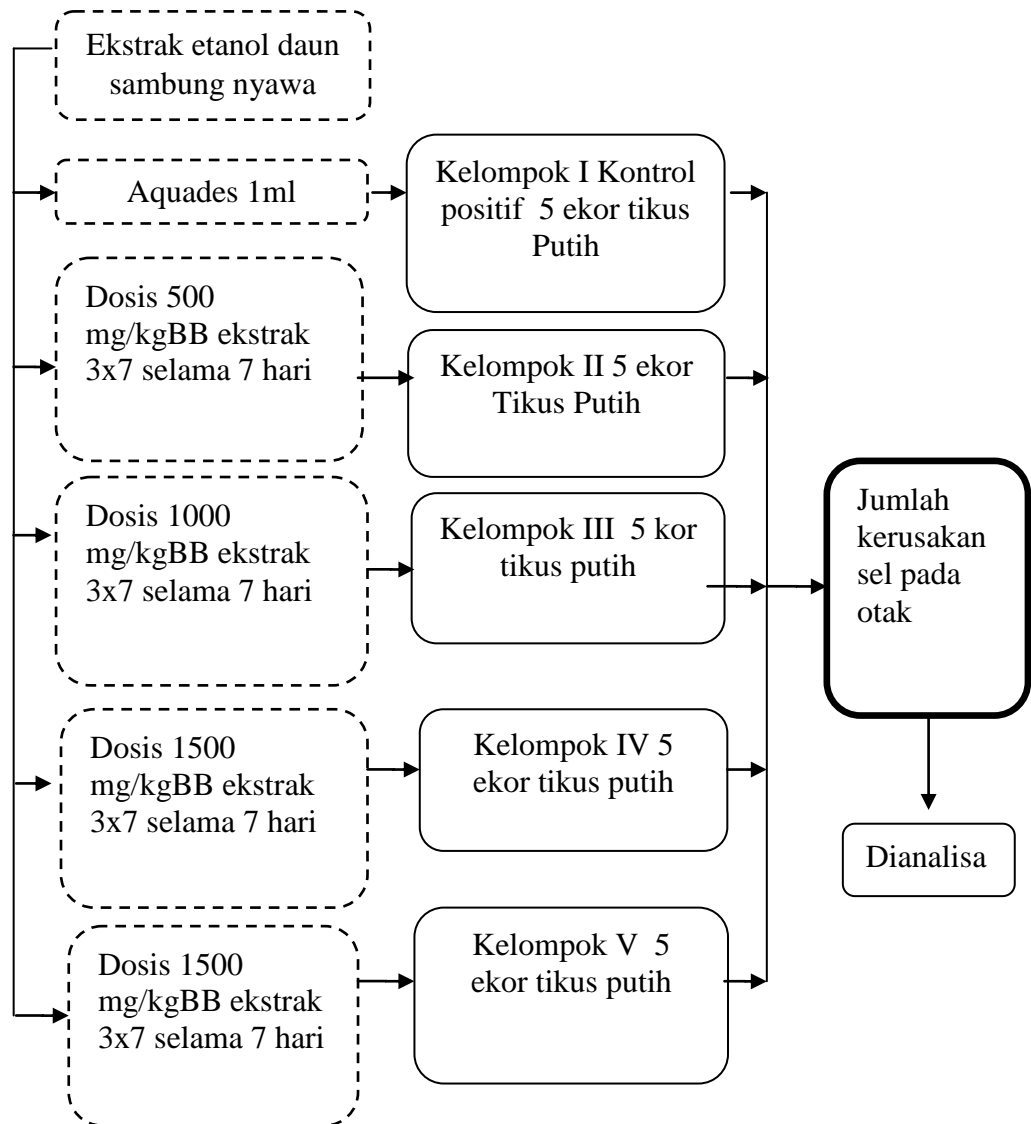 Ekstrak etanol daun
sambung nyawa
Aquades 1ml
Kelompok I Kontrol
positif 5 ekor tikus
Putih
Dosis 500
mg/kgBB ekstrak
3x7 selama 7 hari
Kelompok II 5 ekor
Tikus Putih
Dosis 1000
mg/kgBB ekstrak
3x7 selama 7 hari
Kelompok III 5 kor
tikus putih
Jumlah
kerusakan
sel pada
otak
Dosis 1500
mg/kgBB ekstrak
3x7 selama 7 hari
Kelompok IV 5
ekor tikus putih
Dianalisa
Dosis 1500
mg/kgBB ekstrak
3x7 selama 7 hari
Kelompok V 5
ekor tikus putih